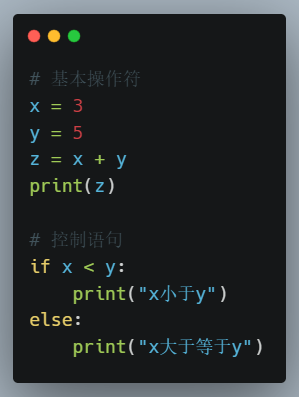 # 基本操作符
x = 3
y = 5
z = x + y
print(z)

# 控制语句
if x < y:
    print("x小于y")
else:
    print("x大于等于y")